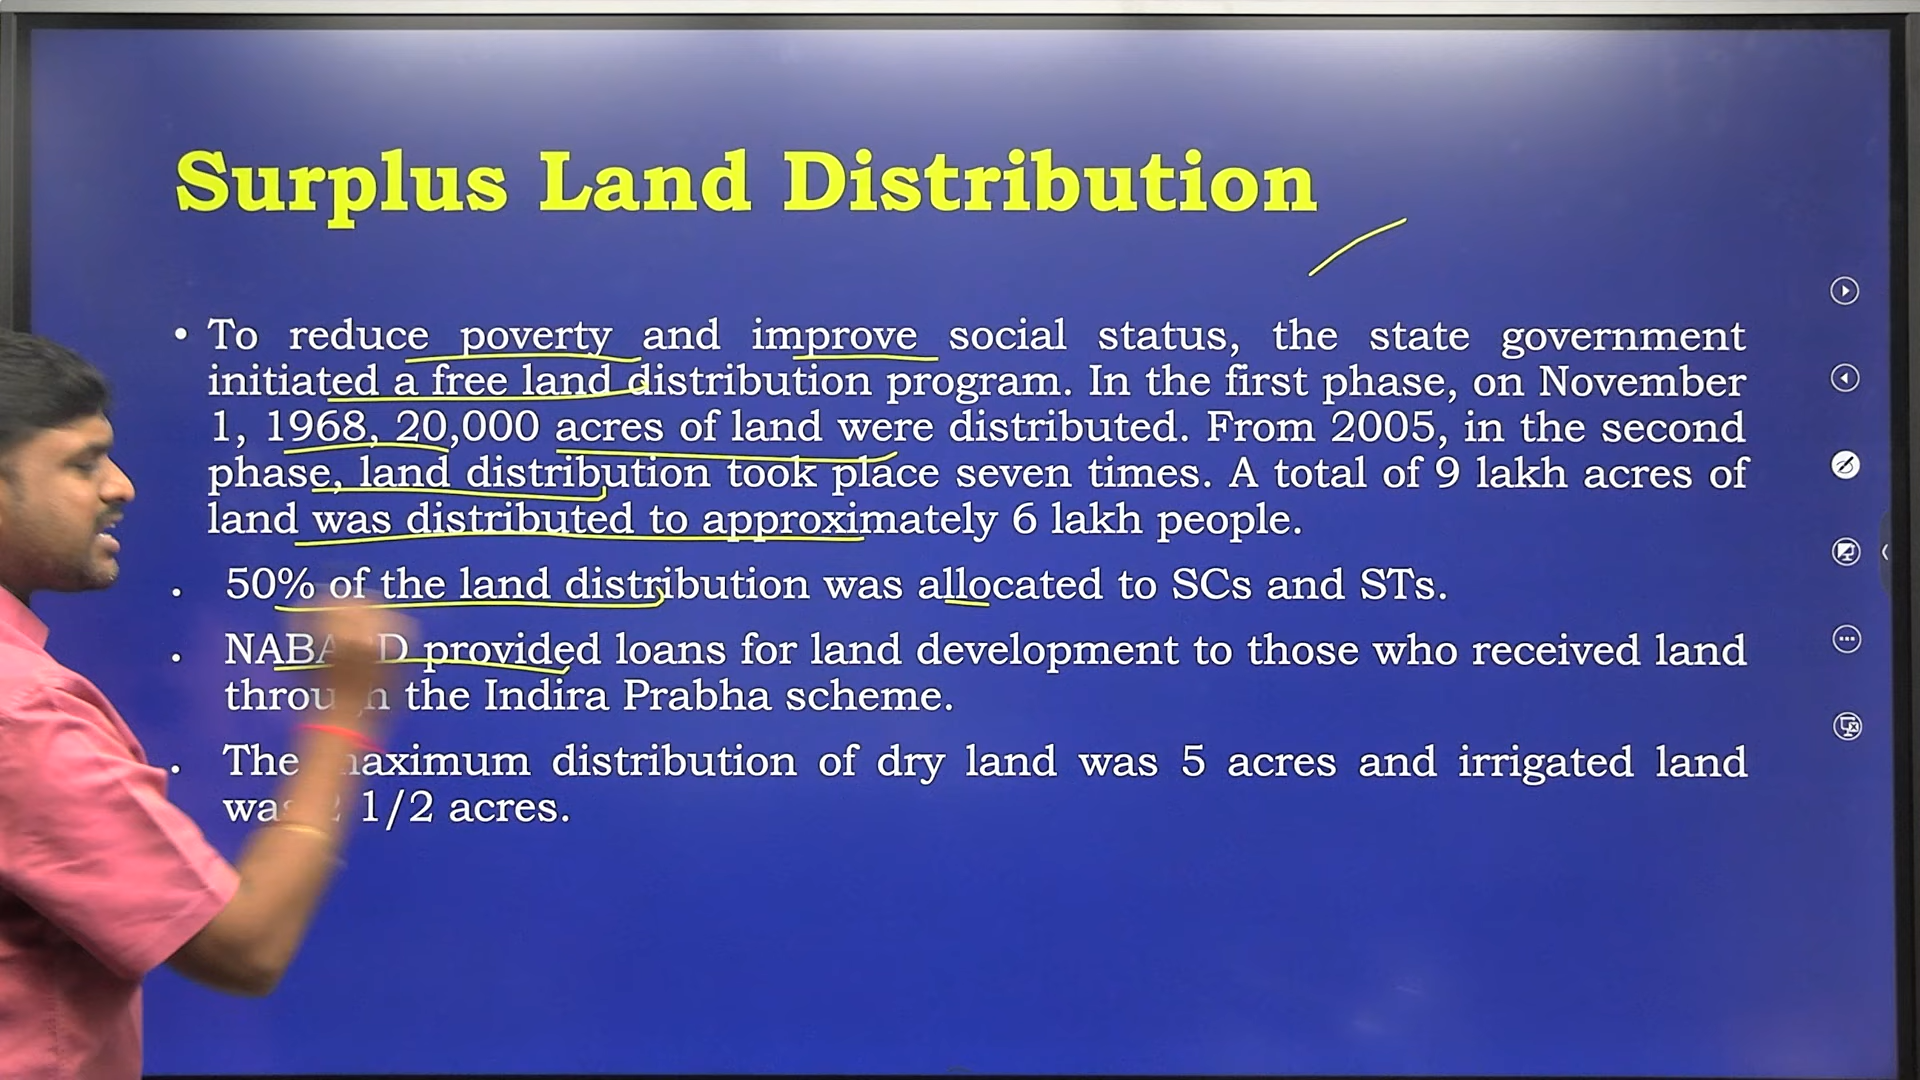 Surplus Land Distribution
• To reduce poverty and improve social status, the state government
initiated a free land distribution program. In the first phase, on November
1, 1968, 20,000 acres of land were distributed. From 2005, in the second
phase, land distribution took place seven times. A total of 9 lakh acres of
land was distributed to approximately 6 lakh people.
• 50% of the land distribution was allocated to SCs and STs.
• provided loans for land development to those who received land
through the Indira Prabha scheme.
• The maximum distribution of dry land was 5 acres and irrigated land
was 2 1/2 acres.